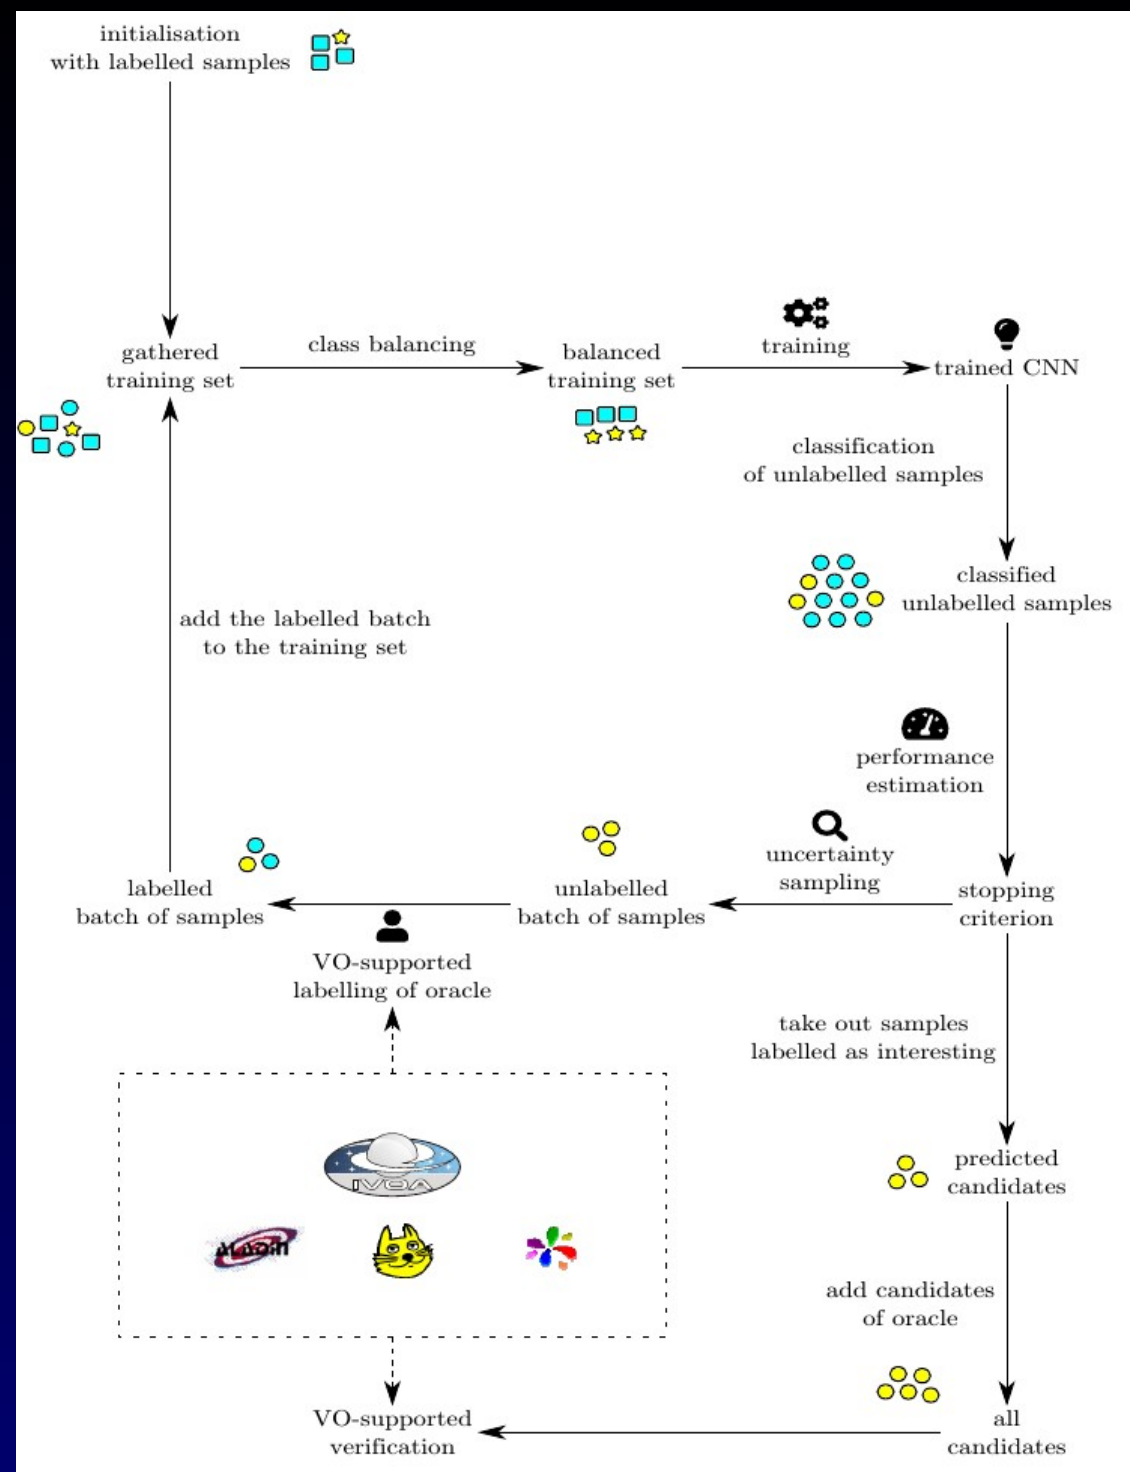 initialisation
with labelled samples
gathered
training set
class balancing
balanced
training set
training
trained CNN
classification
of unlabelled samples
classified
unlabelled samples
add the labelled batch
to the training set
performance
estimation
uncertainty
sampling
stopping
criterion
unlabelled
batch of samples
labelled
batch of samples
VO-supported
labelling of oracle
take out samples
labelled as interesting
IVOA
ALADIN
predicted
candidates
add candidates
of oracle
all
candidates
VO-supported
verification